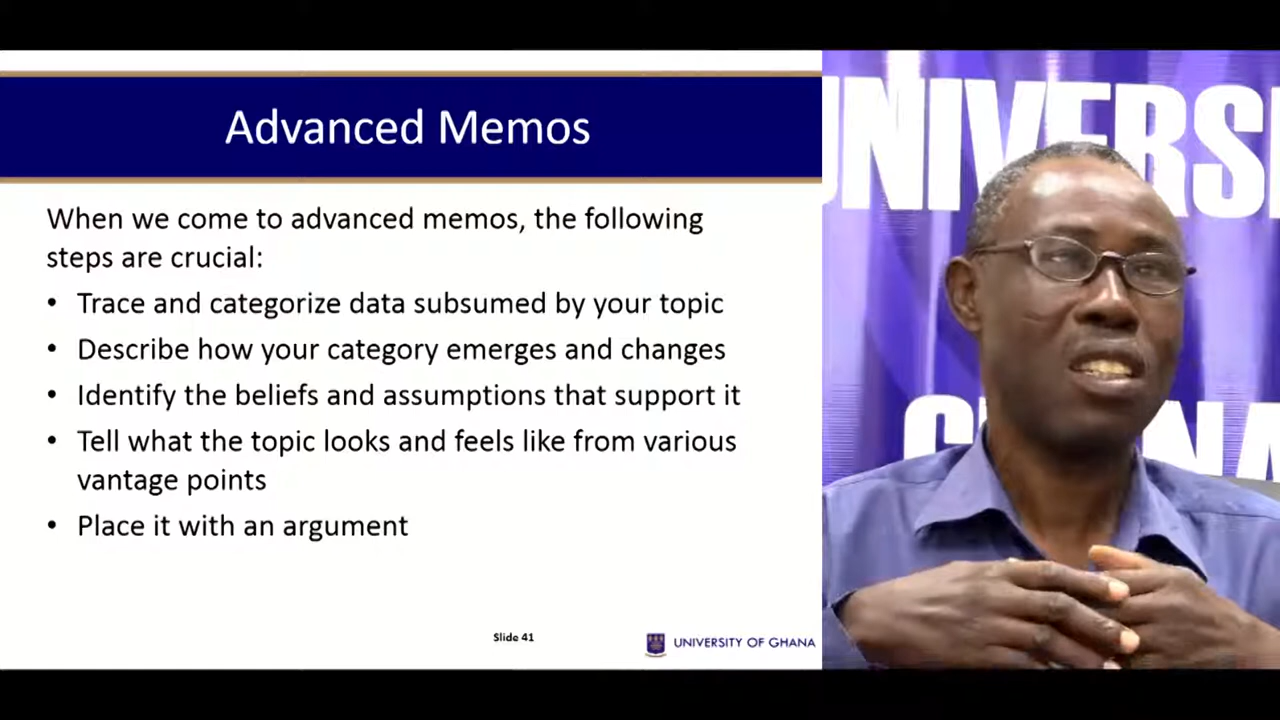 Advanced Memos
When we come to advanced memos, the following
steps are crucial:
• Trace and categorize data subsumed by your topic
• Describe how your category emerges and changes
• Identify the beliefs and assumptions that support it
• Tell what the topic looks and feels like from various
vantage points
• Place it with an argument
Slide 41
UNIVERSITY OF GHANA
UNIVERSI